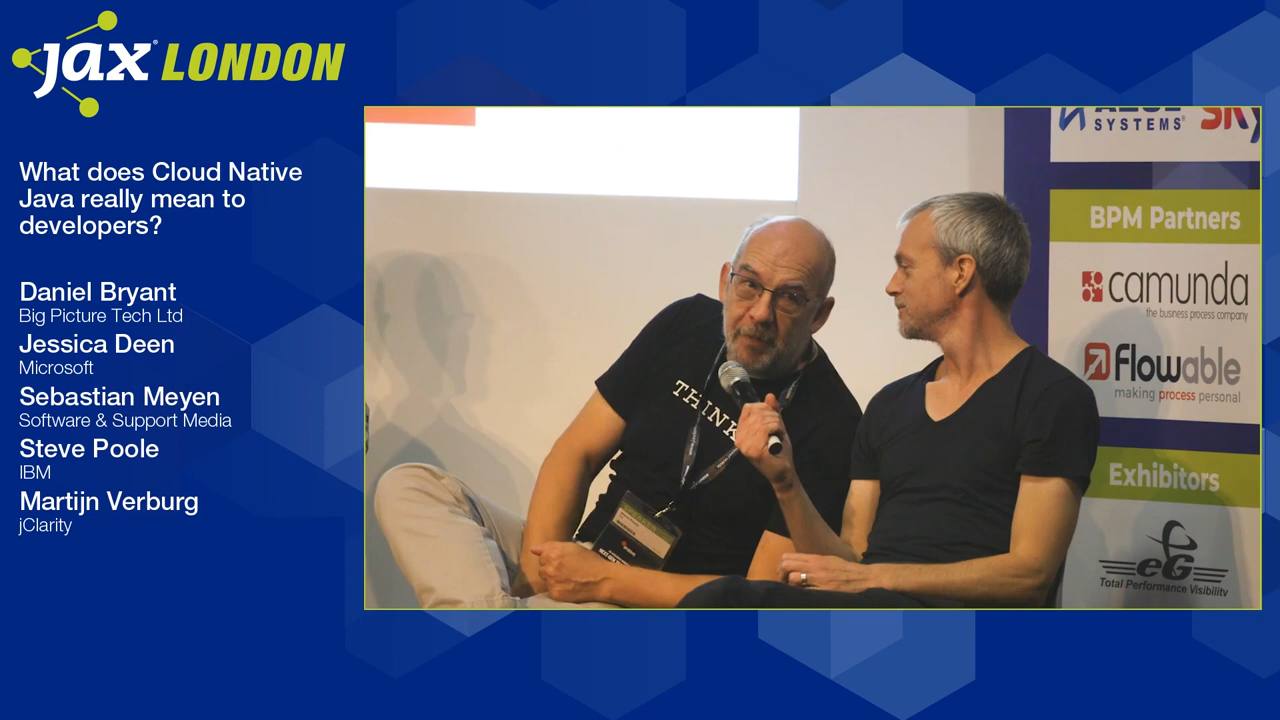 jax® LONDON
What does Cloud Native
Java really mean to
developers?
Daniel Bryant
Big Picture Tech Ltd
Jessica Deen
Microsoft
Sebastian Meyen
Software & Support Media
Steve Poole
IBM
Martijn Verburg
jClarity
THINK
SYSTEMS®
sky
BPM Partners
camunda
the business process company
Flowable
making process personal
Exhibitors
eG
Total Performance Visibility